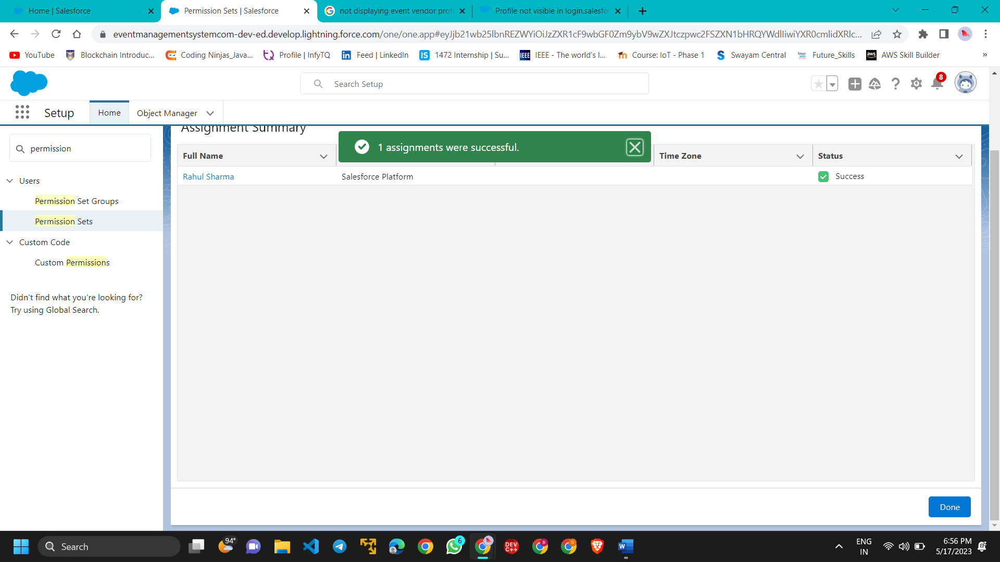 Home | Salesforce
Permission Sets | Salesforce
not displaying event vendor profi
Profile not visible in login.salesfo
eventmanagementsystemcom-dev-ed.develop.lightning.force.com/one/one.app#eyJjb21wb25lbnREZWYiOiJzZXR1cF9wbGF0Zm9ybV9wZXJtczpwc2FSZXN1bHRQYWdlIiwiYXR0cmlidXRlc...
YouTube
Blockchain Introduc...
Coding Ninjas_Java...
Profile | InfyTQ
Feed | LinkedIn
IS
1472 Internship | Su...
IEEE
IEEE - The world's l...
Course: IoT - Phase 1
Swayam Central
Future_Skills
aws
AWS Skill Builder
»
Search Setup
8
Setup
Home
Object Manager
permission
Users
Permission Set Groups
Permission Sets
Custom Code
Custom Permissions
Didn't find what you're looking for?
Try using Global Search.
Assignment Summary
1 assignments were successful.
Full Name
Time Zone
Status
Rahul Sharma
Salesforce Platform
Success
Done
Search
94°
6
DEV
C++
B
G
W
ENG
IN
6:56 PM
5/17/2023